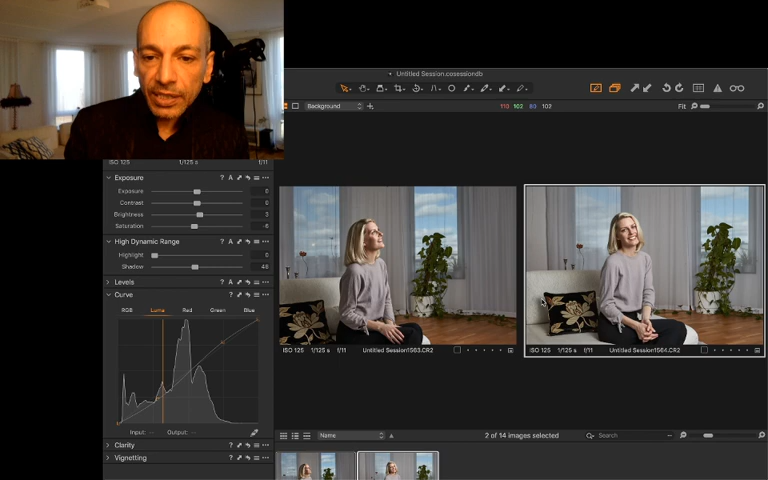 Untitled Session.cosessiondb
Background
110 102 83 102
Fit
ISO 125 1/125 s f/11
Exposure
Exposure 0
Contrast 0
Brightness 3
Saturation -6
High Dynamic Range
Highlight 0
Shadow 48
Levels
Curve
RGB Luma Red Green Blue
Input: -- Output: --
Clarity
Vignetting
ISO 125 1/125 s f/11 Untitled Session1563.CR2
ISO 125 1/125 s f/11 Untitled Session1564.CR2
Name
2 of 14 images selected
Search